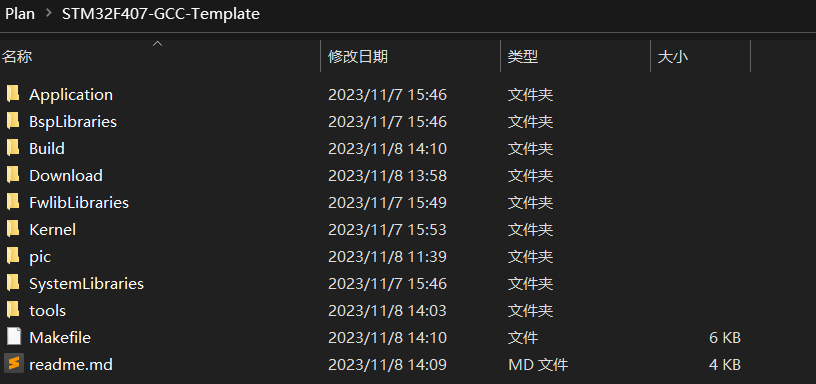 Plan > STM32F407-GCC-Template
名称 修改日期 类型 大小
Application 2023/11/7 15:46 文件夹
BspLibraries 2023/11/7 15:46 文件夹
Build 2023/11/8 14:10 文件夹
Download 2023/11/8 13:58 文件夹
FwlibLibraries 2023/11/7 15:49 文件夹
Kernel 2023/11/7 15:53 文件夹
pic 2023/11/8 11:39 文件夹
SystemLibraries 2023/11/7 15:46 文件夹
tools 2023/11/8 14:03 文件夹
Makefile 2023/11/8 14:10 文件 6 KB
readme.md 2023/11/8 14:09 MD 文件 4 KB